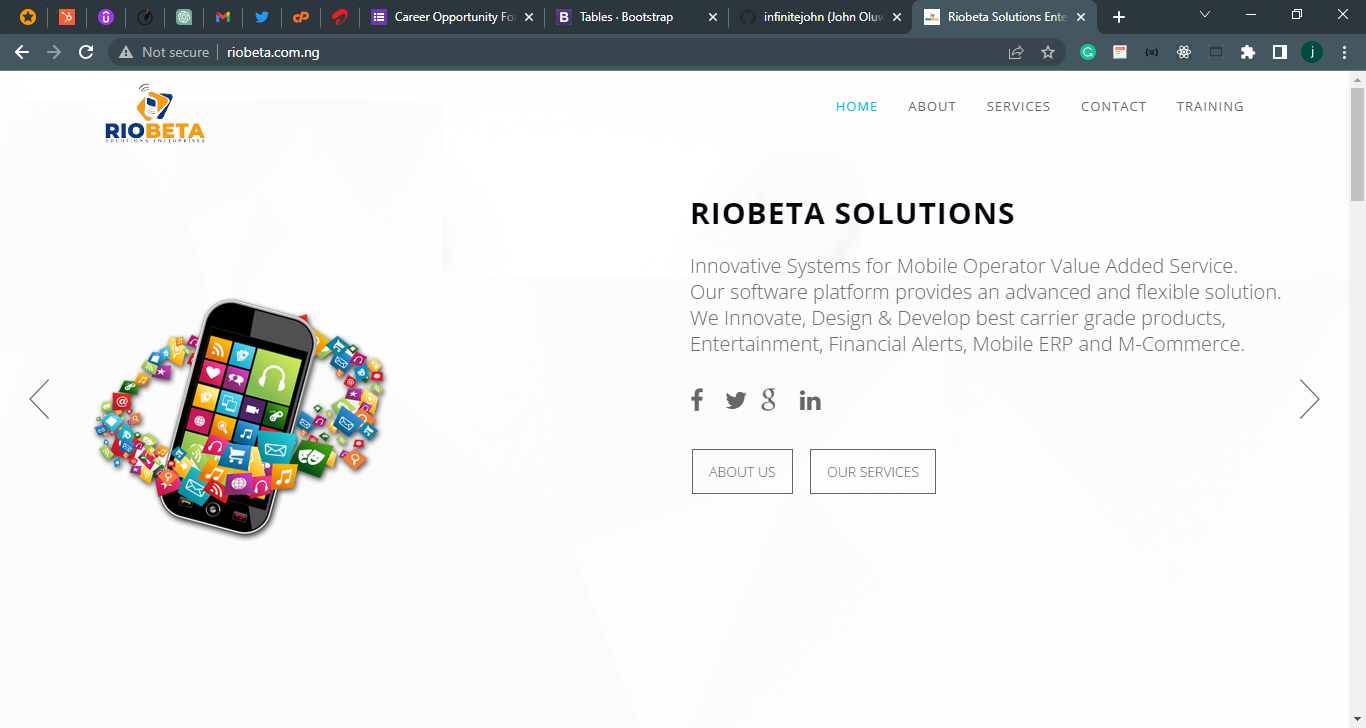 Career Opportunity Fo
Tables · Bootstrap
infinitejohn (John Oluw
Riobeta Solutions Ente
Not secure
riobeta.com.ng
j
RIOBETA
SOLUTIONS ENTERPRISES
HOME
ABOUT
SERVICES
CONTACT
TRAINING
RIOBETA SOLUTIONS
Innovative Systems for Mobile Operator Value Added Service.
Our software platform provides an advanced and flexible solution.
We Innovate, Design & Develop best carrier grade products,
Entertainment, Financial Alerts, Mobile ERP and M-Commerce.
ABOUT US
OUR SERVICES